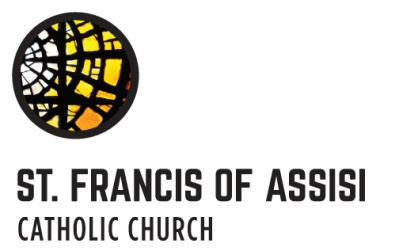 ST. FRANCIS OF ASSISI
CATHOLIC CHURCH